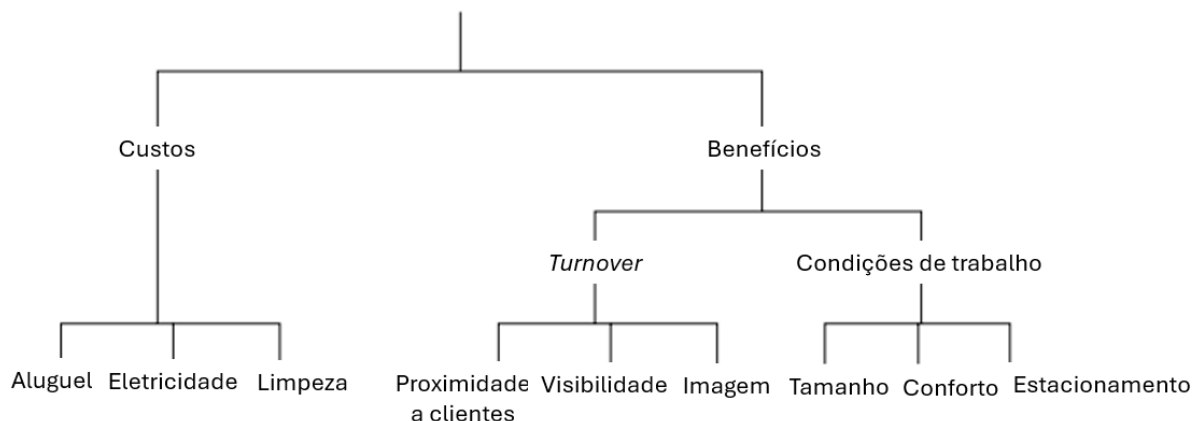 Custos
Benefícios
Turnover
Condições de trabalho
Aluguel
Eletricidade
Limpeza
Proximidade
a clientes
Visibilidade
Imagem
Tamanho
Conforto
Estacionamento